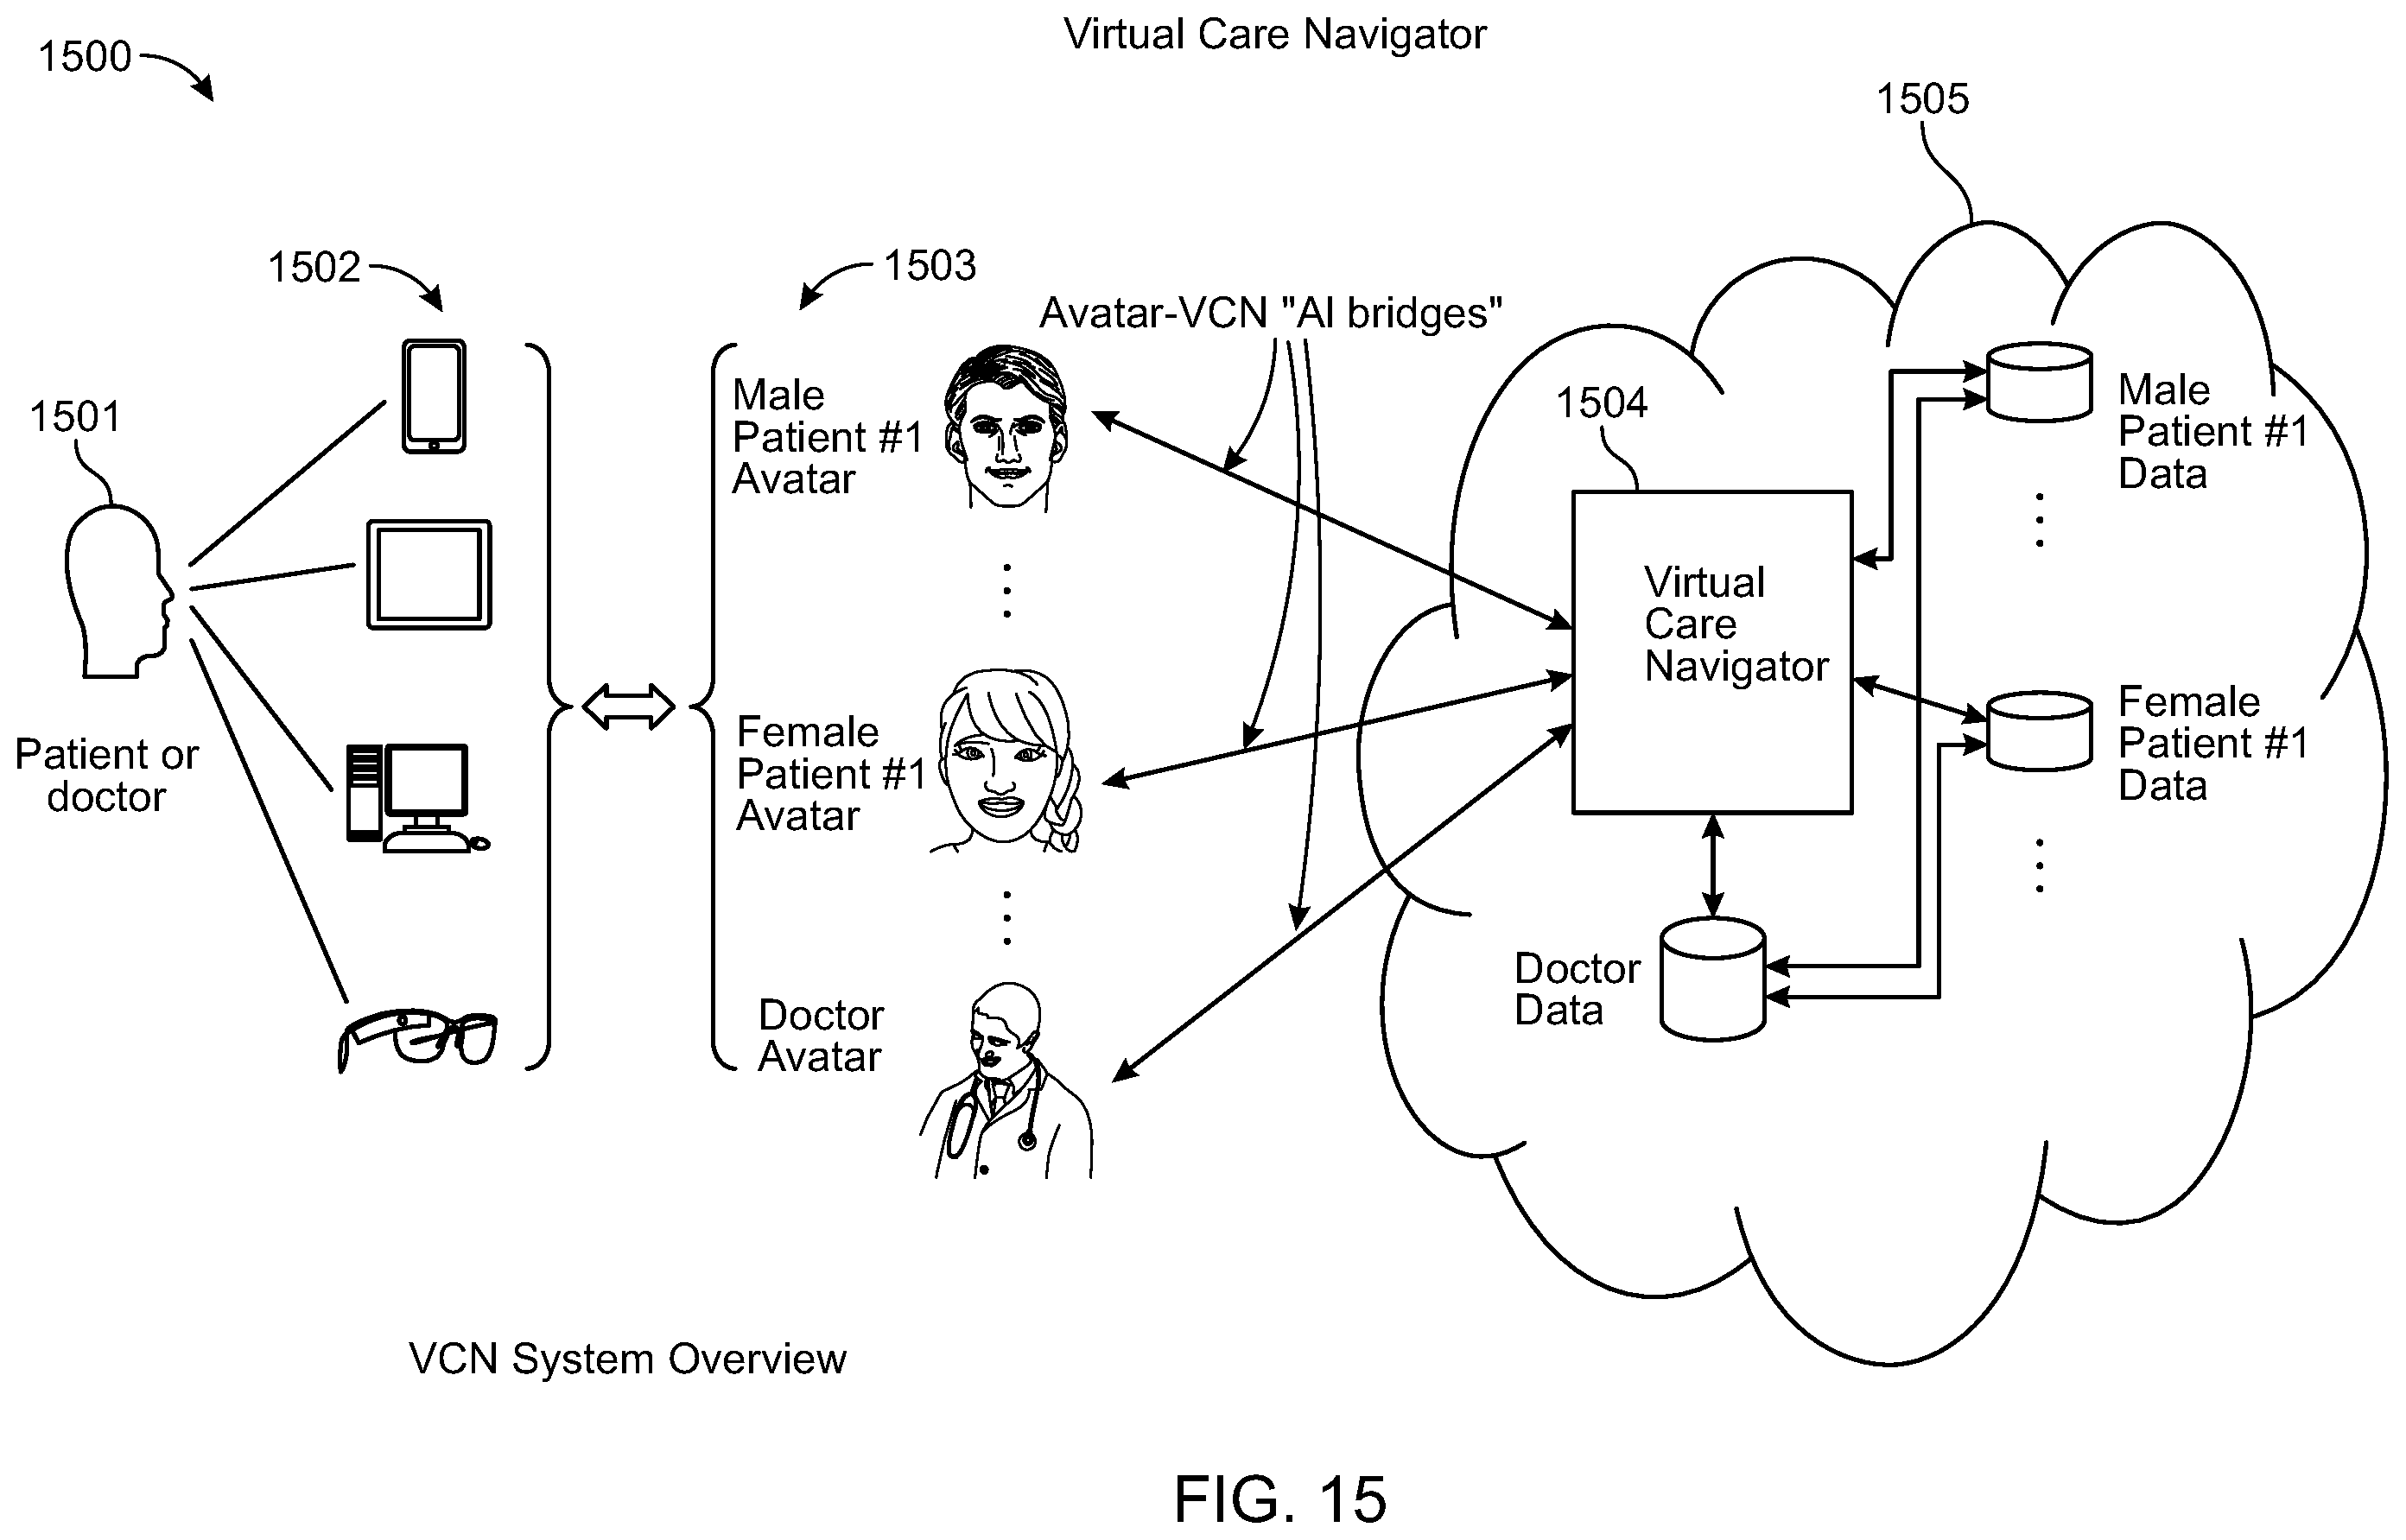 Virtual Care Navigator
1500
1505
1502
1503
Avatar-VCN "AI bridges"
1501
1504
Male
Patient #1
Avatar
Male
Patient #1
Data
Virtual
Care
Navigator
Patient or
doctor
Female
Patient #1
Avatar
Female
Patient #1
Data
Doctor
Avatar
Doctor
Data
VCN System Overview
FIG. 15